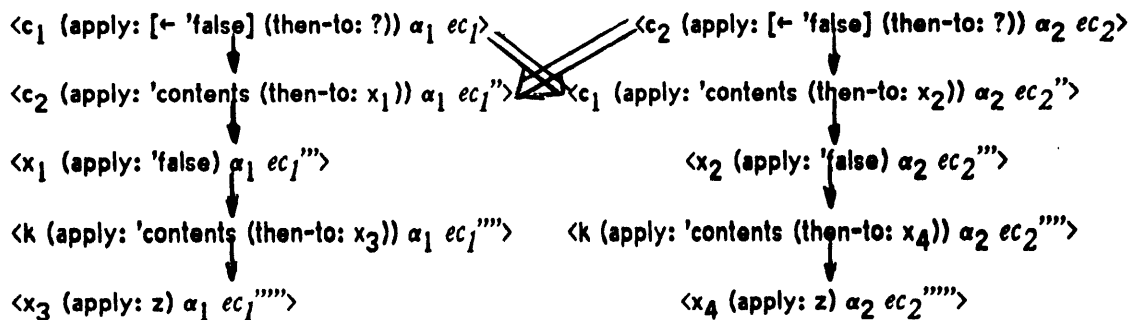 <c₁ (apply: [← 'false] (then-to: ?)) α₁ ec₁> <c₂ (apply: [← 'false] (then-to: ?)) α₂ ec₂>
<c₂ (apply: 'contents (then-to: x₁)) α₁ ec₁''> <c₁ (apply: 'contents (then-to: x₂)) α₂ ec₂''>
<x₁ (apply: 'false) α₁ ec₁'''> <x₂ (apply: 'false) α₂ ec₂'''>
<k (apply: 'contents (then-to: x₃)) α₁ ec₁''''> <k (apply: 'contents (then-to: x₄)) α₂ ec₂''''>
<x₃ (apply: z) α₁ ec₁'''''> <x₄ (apply: z) α₂ ec₂'''''>